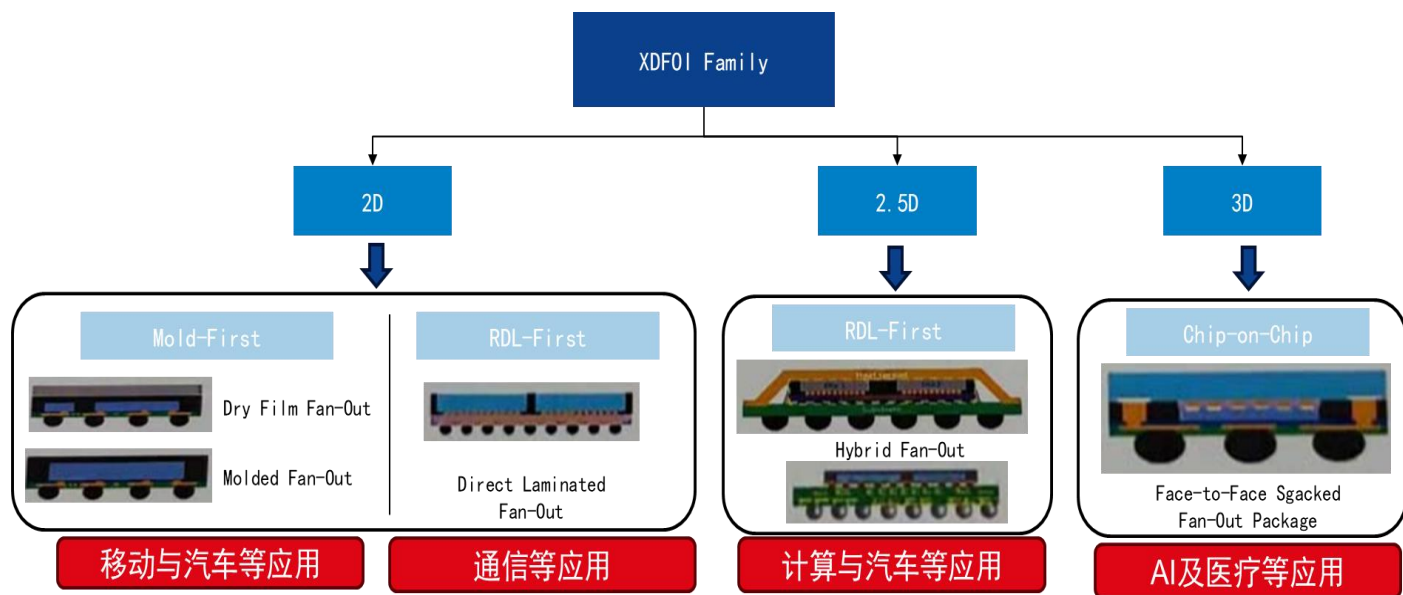 XDFOI Family
2D
2.5D
3D
Mold-First
Dry Film Fan-Out
Molded Fan-Out
RDL-First
Direct Laminated
Fan-Out
RDL-First
Hybrid Fan-Out
Chip-on-Chip
Face-to-Face Sgacked
Fan-Out Package
移动与汽车等应用
通信等应用
计算与汽车等应用
AI及医疗等应用